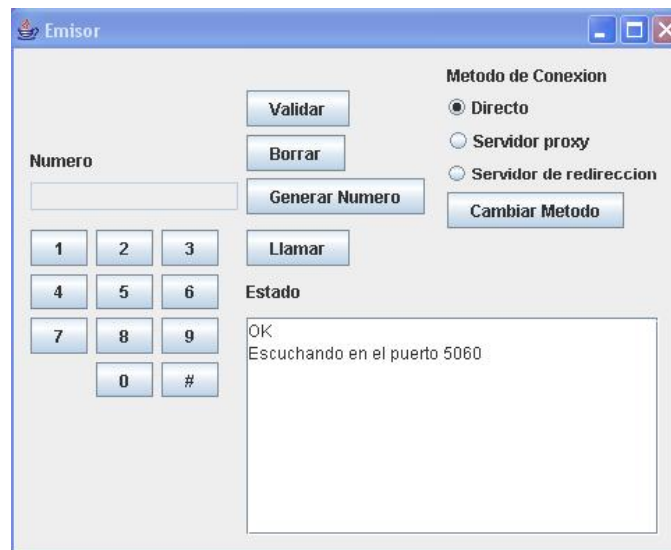 Emisor
Metodo de Conexion
Validar
Directo
Servidor proxy
Borrar
Numero
Servidor de redireccion
Generar Numero
Cambiar Metodo
1 2 3
Llamar
4 5 6
Estado
7 8 9
OK
Escuchando en el puerto 5060
0 #